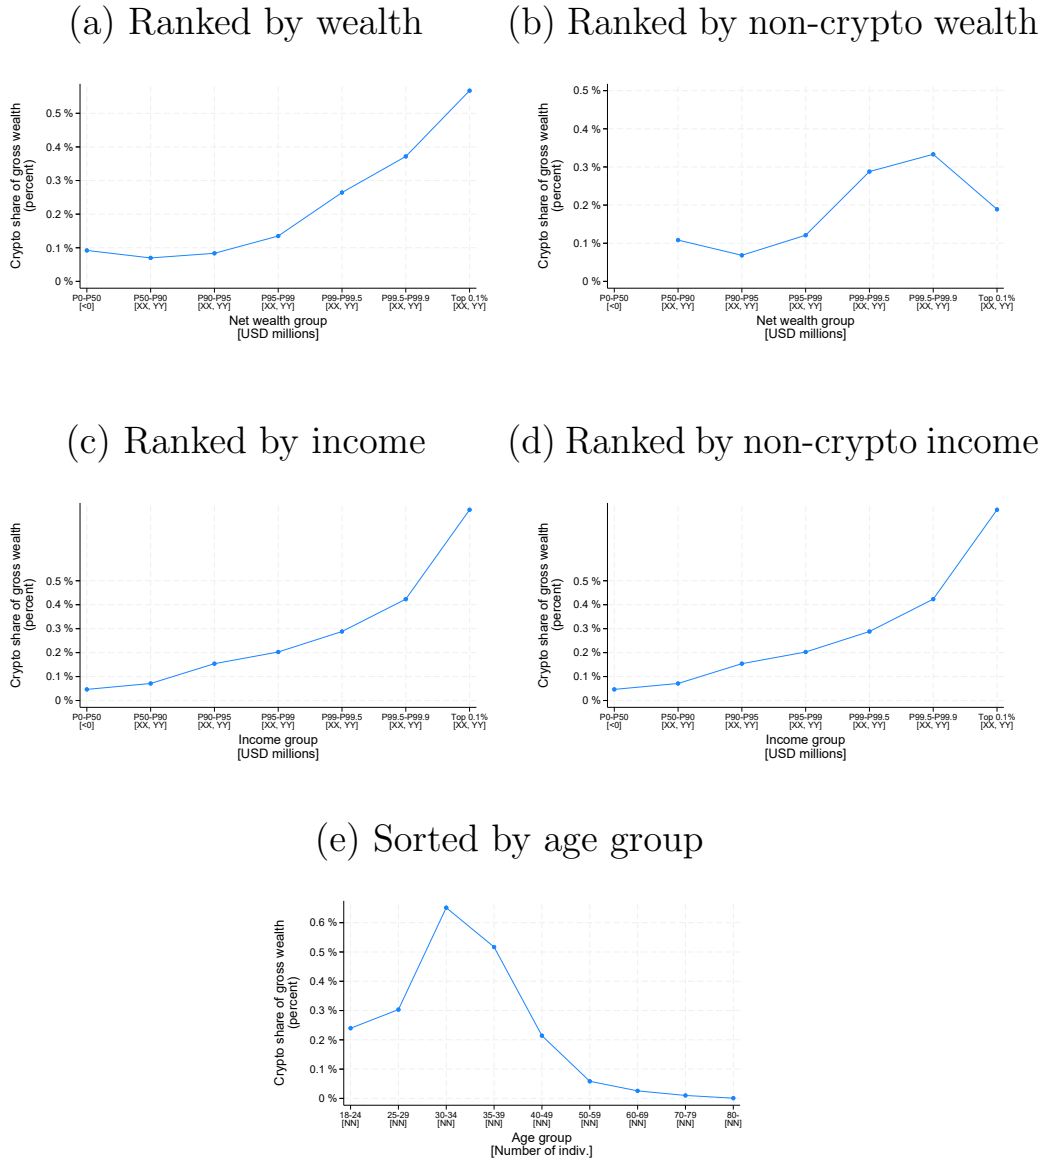 (a) Ranked by wealth
Crypto share of gross wealth
(percent)
0.5 %
0.4 %
0.3 %
0.2 %
0.1 %
0 %
P0-P50 P50-P90 P90-P95 P95-P99 P99-P99.5 P99.5-P99.9 Top 0.1%
[<0] [XX, YY] [XX, YY] [XX, YY] [XX, YY] [XX, YY] [XX, YY]
Net wealth group
[USD millions]
(b) Ranked by non-crypto wealth
Crypto share of gross wealth
(percent)
0.5 %
0.4 %
0.3 %
0.2 %
0.1 %
0 %
P0-P50 P50-P90 P90-P95 P95-P99 P99-P99.5 P99.5-P99.9 Top 0.1%
[<0] [XX, YY] [XX, YY] [XX, YY] [XX, YY] [XX, YY] [XX, YY]
Net wealth group
[USD millions]
(c) Ranked by income
Crypto share of gross wealth
(percent)
0.5 %
0.4 %
0.3 %
0.2 %
0.1 %
0 %
P0-P50 P50-P90 P90-P95 P95-P99 P99-P99.5 P99.5-P99.9 Top 0.1%
[<0] [XX, YY] [XX, YY] [XX, YY] [XX, YY] [XX, YY] [XX, YY]
Income group
[USD millions]
(d) Ranked by non-crypto income
Crypto share of gross wealth
(percent)
0.5 %
0.4 %
0.3 %
0.2 %
0.1 %
0 %
P0-P50 P50-P90 P90-P95 P95-P99 P99-P99.5 P99.5-P99.9 Top 0.1%
[<0] [XX, YY] [XX, YY] [XX, YY] [XX, YY] [XX, YY] [XX, YY]
Income group
[USD millions]
(e) Sorted by age group
Crypto share of gross wealth
(percent)
0.6 %
0.5 %
0.4 %
0.3 %
0.2 %
0.1 %
0 %
18-24 25-29 30-34 35-39 40-49 50-59 60-69 70-79 80-
[NN] [NN] [NN] [NN] [NN] [NN] [NN] [NN] [NN]
Age group
[Number of indiv.]